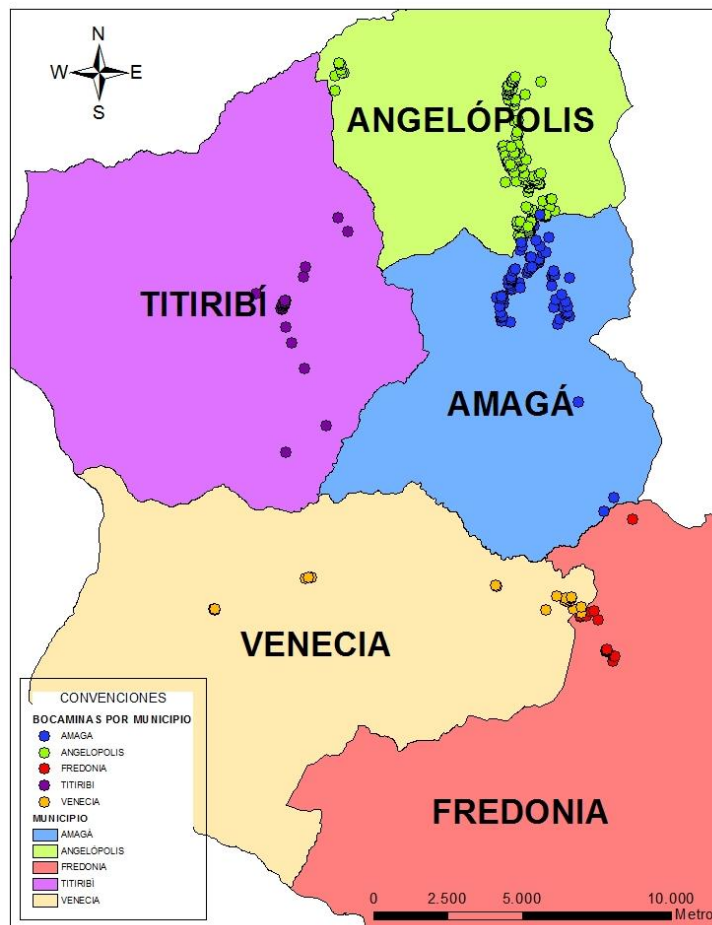 N
W E
S
ANGELÓPOLIS
TITIRIBÍ
AMAGÁ
VENECIA
FREDONIA
CONVENCIONES
BOCAMINAS POR MUNICIPIO
AMAGA
ANGELOPOLIS
FREDONIA
TITIRIBI
VENECIA
MUNICIPIO
AMAGÁ
ANGELÓPOLIS
FREDONIA
TITIRIBÍ
VENECIA
0 2.500 5.000 10.000
Metro